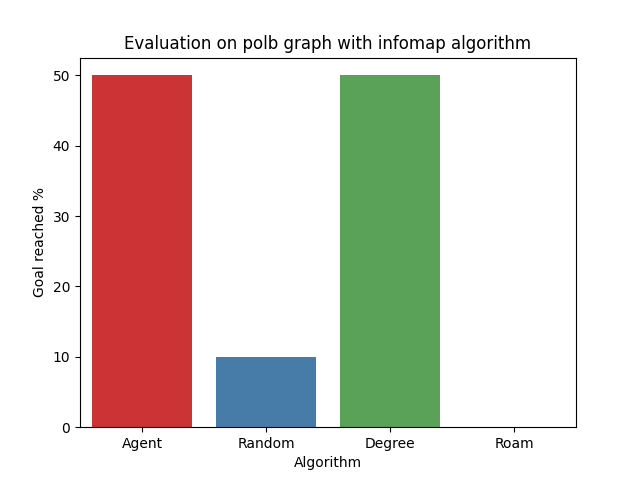 Evaluation on polb graph with infomap algorithm
50
40
30
20
10
0
Goal reached %
Agent
Random
Degree
Roam
Algorithm